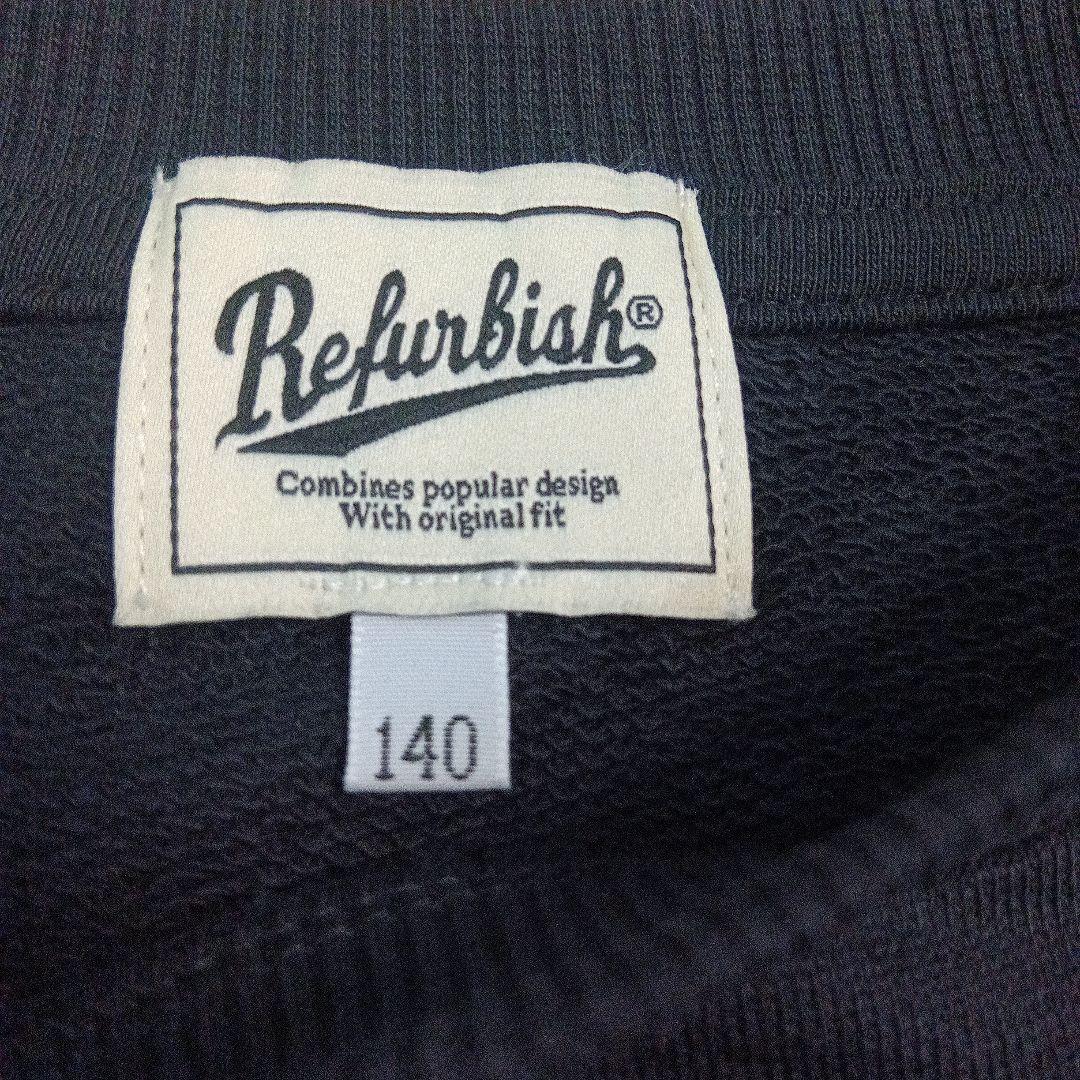 Refurbish®
Combines popular design
With original fit
140